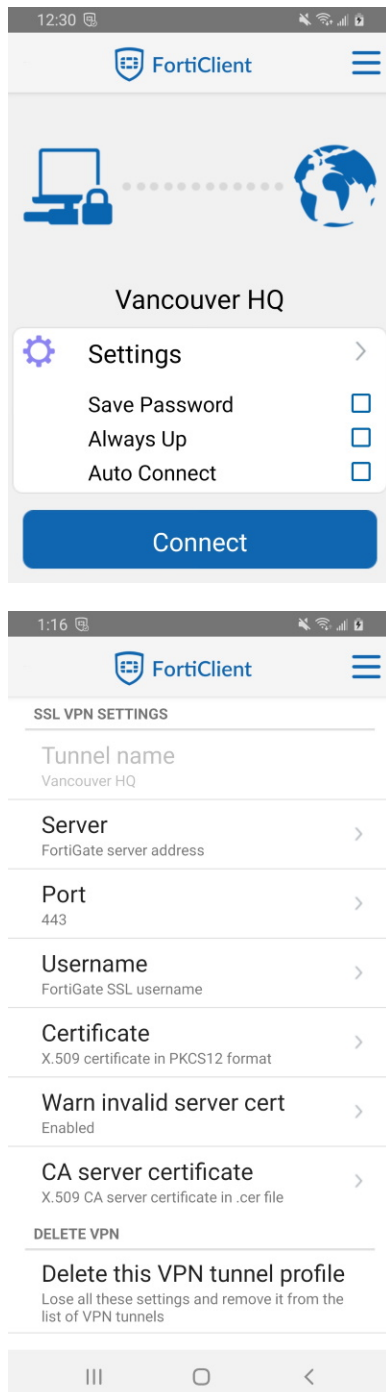 12:30
FortiClient
Vancouver HQ
Settings
Save Password
Always Up
Auto Connect
Connect
1:16
FortiClient
SSL VPN SETTINGS
Tunnel name
Vancouver HQ
Server
FortiGate server address
Port
443
Username
FortiGate SSL username
Certificate
X.509 certificate in PKCS12 format
Warn invalid server cert
Enabled
CA server certificate
X.509 CA server certificate in .cer file
DELETE VPN
Delete this VPN tunnel profile
Lose all these settings and remove it from the
list of VPN tunnels